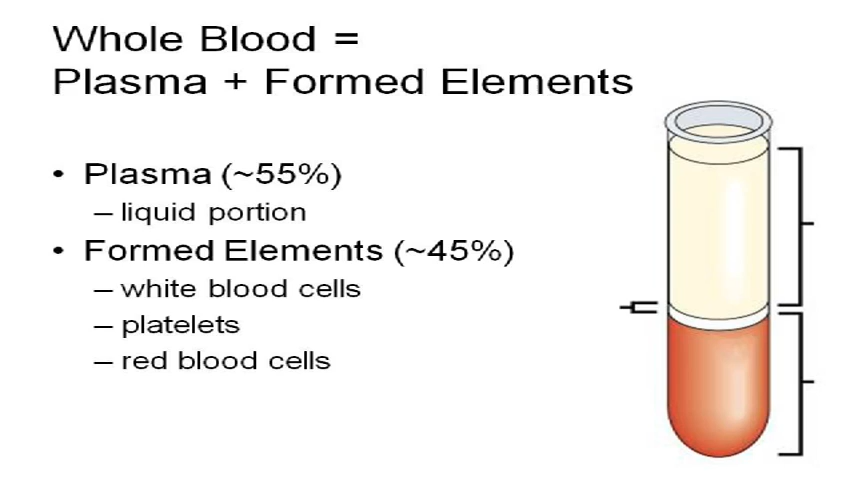 Whole Blood =
Plasma + Formed Elements
• Plasma (~55%)
– liquid portion
• Formed Elements (~45%)
– white blood cells
– platelets
– red blood cells